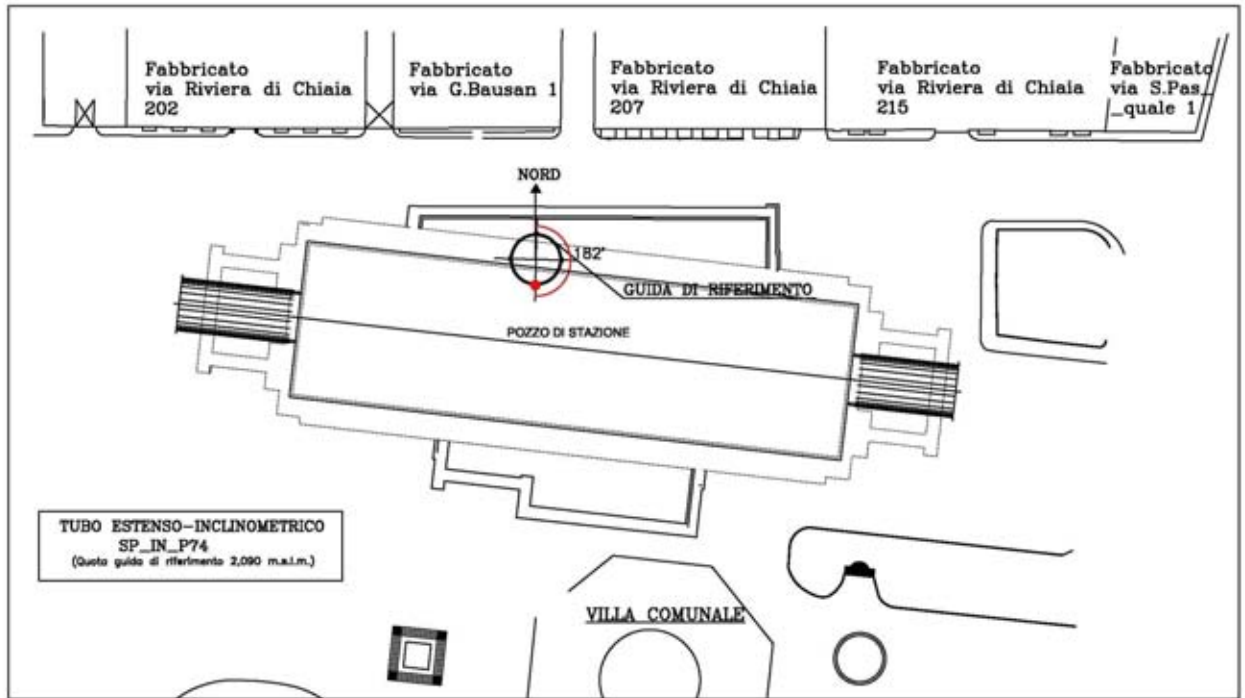 Fabbricato
via Riviera di Chiaia
202
Fabbricato
via G.Bausan 1
Fabbricato
via Riviera di Chiaia
207
Fabbricato
via Riviera di Chiaia
215
Fabbricato
via S.Pas_
_quale 1
NORD
182°
GUIDA DI RIFERIMENTO
POZZO DI STAZIONE
TUBO ESTENSO-INCLINOMETRICO
SP_IN_P74
(Quota guida di riferimento 2,090 m.s.l.m.)
VILLA COMUNALE